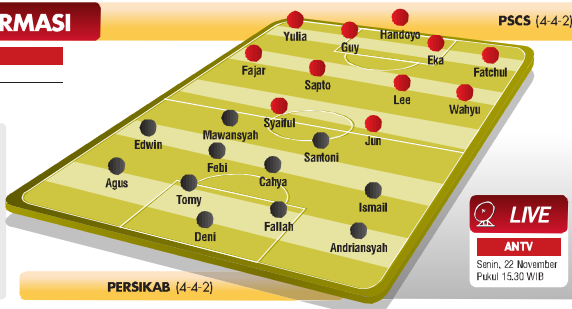 RMASI
PSCS (4-4-2)
Yulia
Guy
Handoyo
Eka
Fatchul
Fajar
Sapto
Lee
Wahyu
Syaiful
Jun
Mawansyah
Santoni
Edwin
Febi
Cahya
Agus
Tomy
Ismail
Deni
Fallah
Andriansyah
LIVE
ANTV
Senin, 22 November
Pukul 15.30 WIB
PERSIKAB (4-4-2)